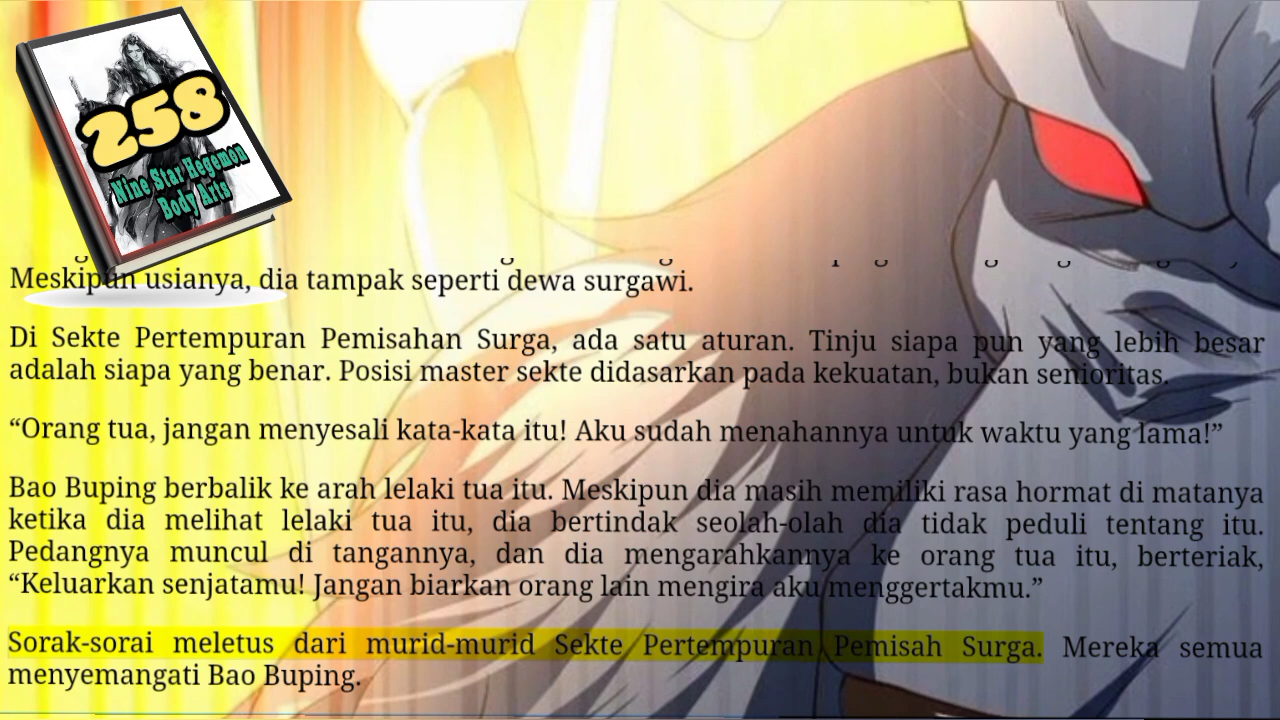 258
Nine Star Hegemon
Body Arts
Meskipun usianya, dia tampak seperti dewa surgawi.
Di Sekte Pertempuran Pemisahan Surga, ada satu aturan. Tinju siapa pun yang lebih besar
adalah siapa yang benar. Posisi master sekte didasarkan pada kekuatan, bukan senioritas.
“Orang tua, jangan menyesali kata-kata itu! Aku sudah menahannya untuk waktu yang lama!”
Bao Buping berbalik ke arah lelaki tua itu. Meskipun dia masih memiliki rasa hormat di matanya
ketika dia melihat lelaki tua itu, dia bertindak seolah-olah dia tidak peduli tentang itu.
Pedangnya muncul di tangannya, dan dia mengarahkannya ke orang tua itu, berteriak,
“Keluarkan senjatamu! Jangan biarkan orang lain mengira aku menggertakmu.”
Sorak-sorai meletus dari murid-murid Sekte Pertempuran Pemisah Surga. Mereka semua
menyemangati Bao Buping.